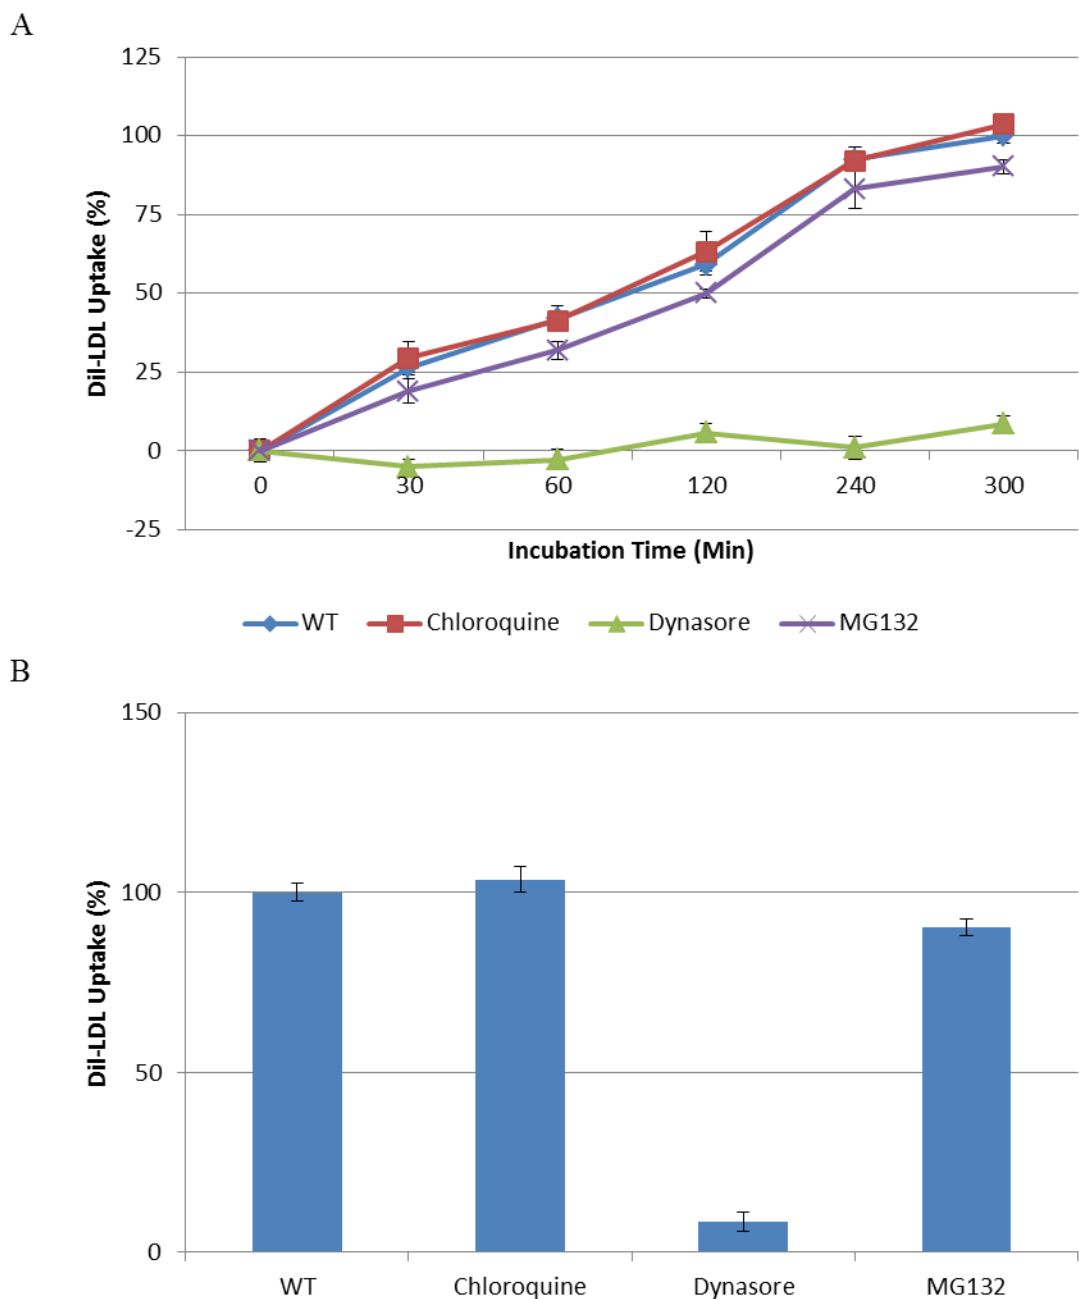 A
125
100
75
50
25
0
-25
DiI-LDL Uptake (%)
0 30 60 120 240 300
Incubation Time (Min)
WT Chloroquine Dynasore MG132
B
150
100
50
0
DiI-LDL Uptake (%)
WT Chloroquine Dynasore MG132